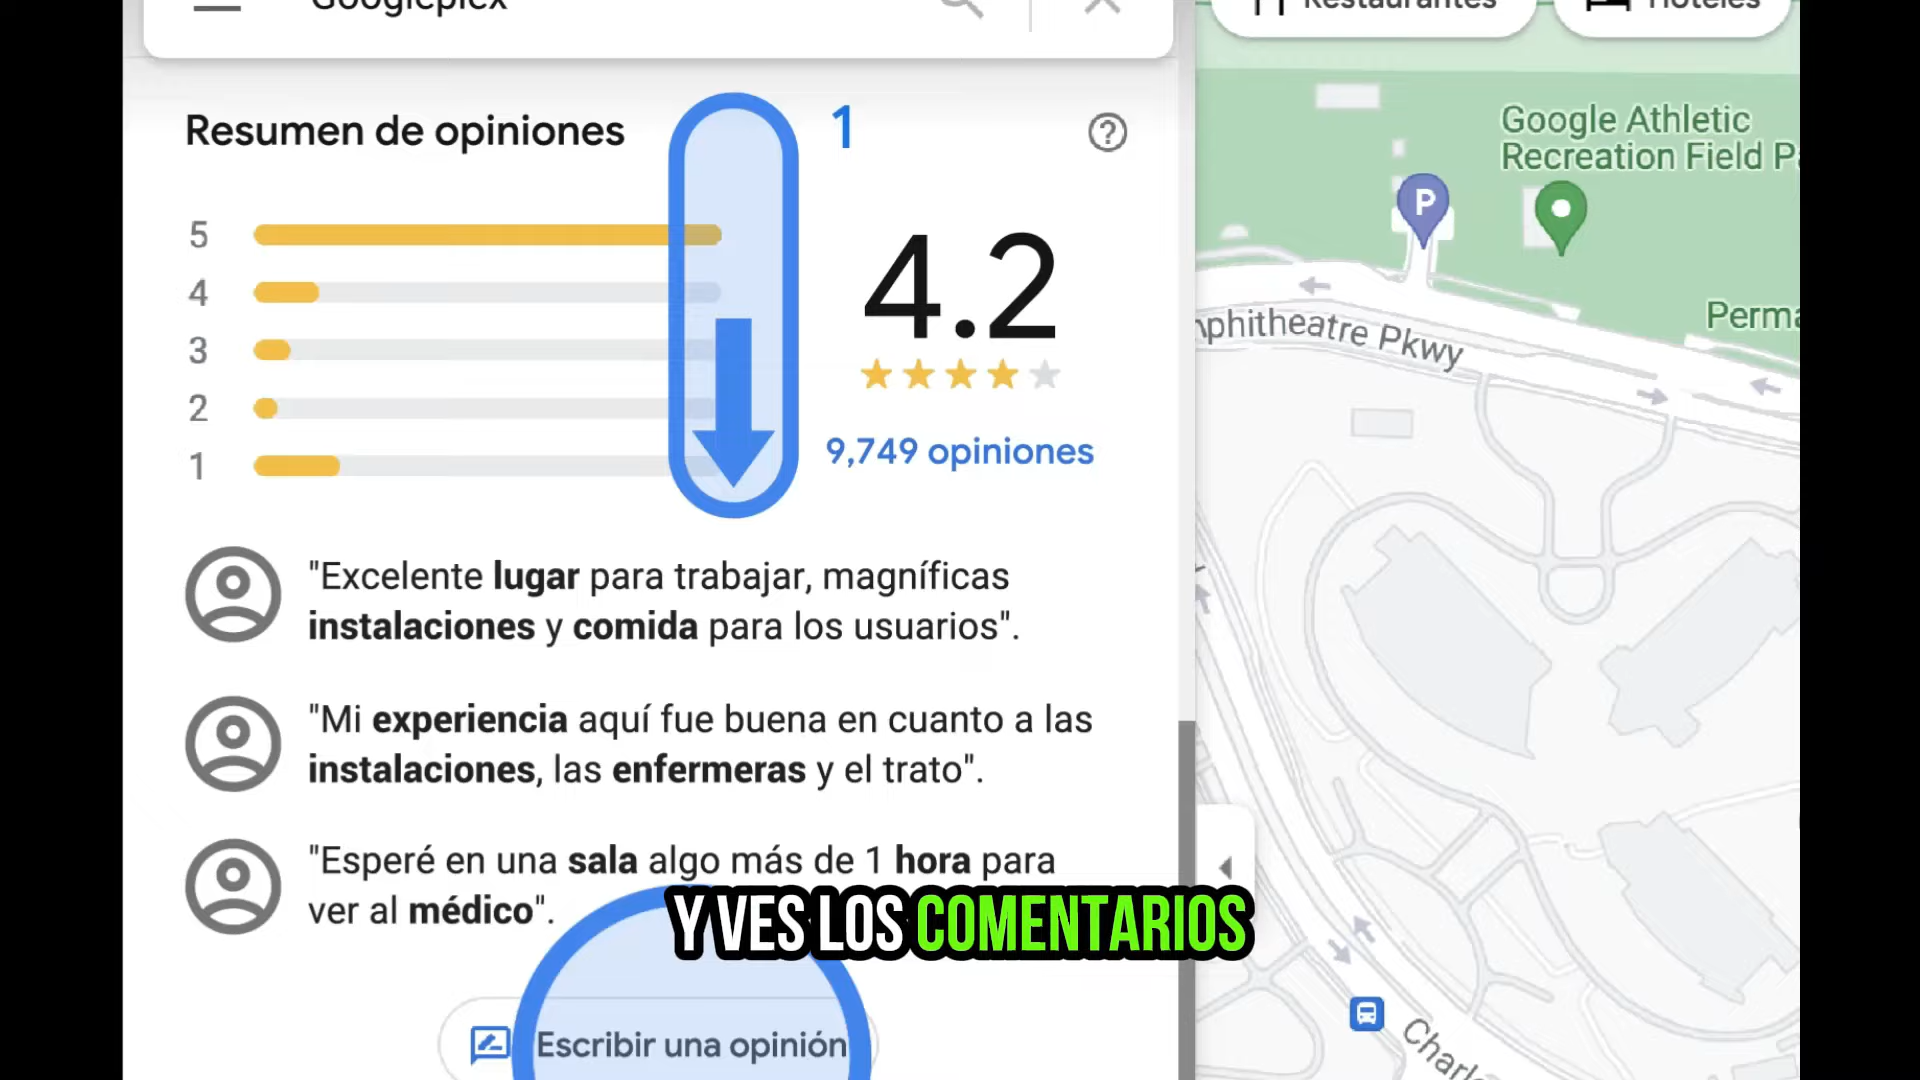 Googleplex
Restaurantes
Hoteles
Resumen de opiniones
1
5
4
3
2
1
4.2
9,749 opiniones
"Excelente lugar para trabajar, magníficas
instalaciones y comida para los usuarios".
"Mi experiencia aquí fue buena en cuanto a las
instalaciones, las enfermeras y el trato".
"Esperé en una sala algo más de 1 hora para
ver al médico".
Y VES LOS COMENTARIOS
Escribir una opinión
Google Athletic
Recreation Field
P
Pkwy